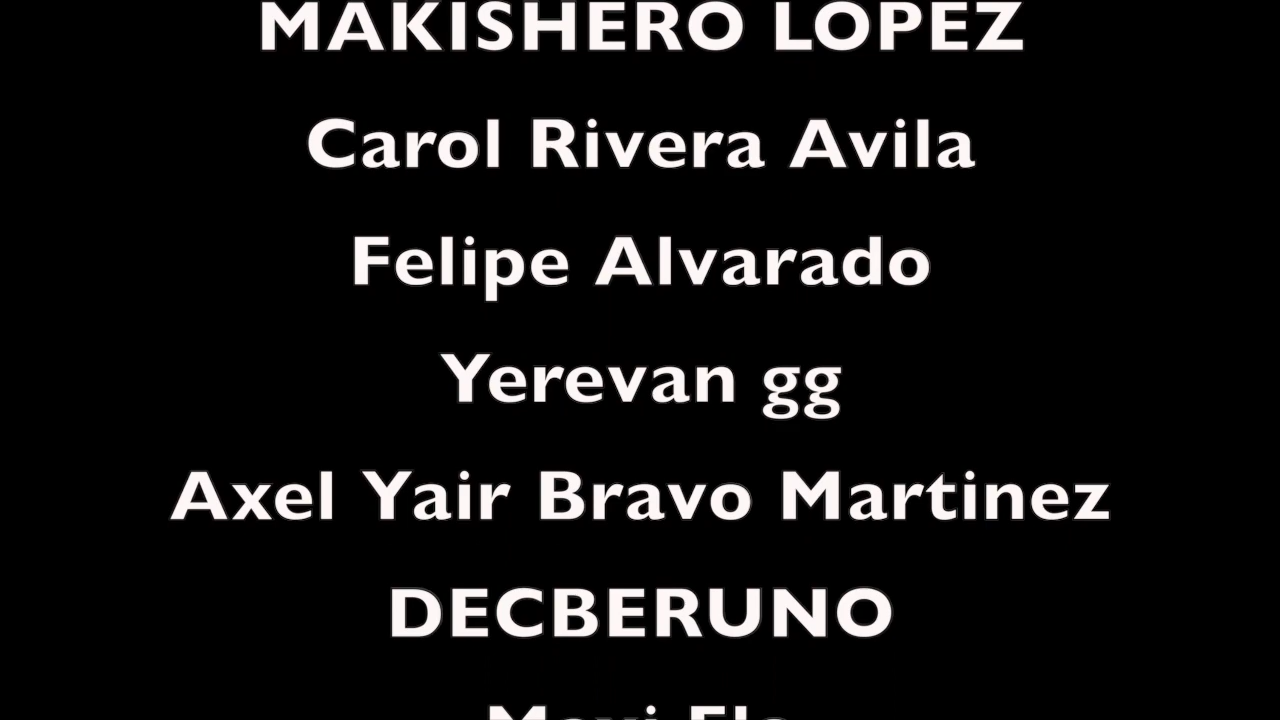 MAKISHERO LOPEZ
Carol Rivera Avila
Felipe Alvarado
Yerevan gg
Axel Yair Bravo Martinez
DECBERUNO